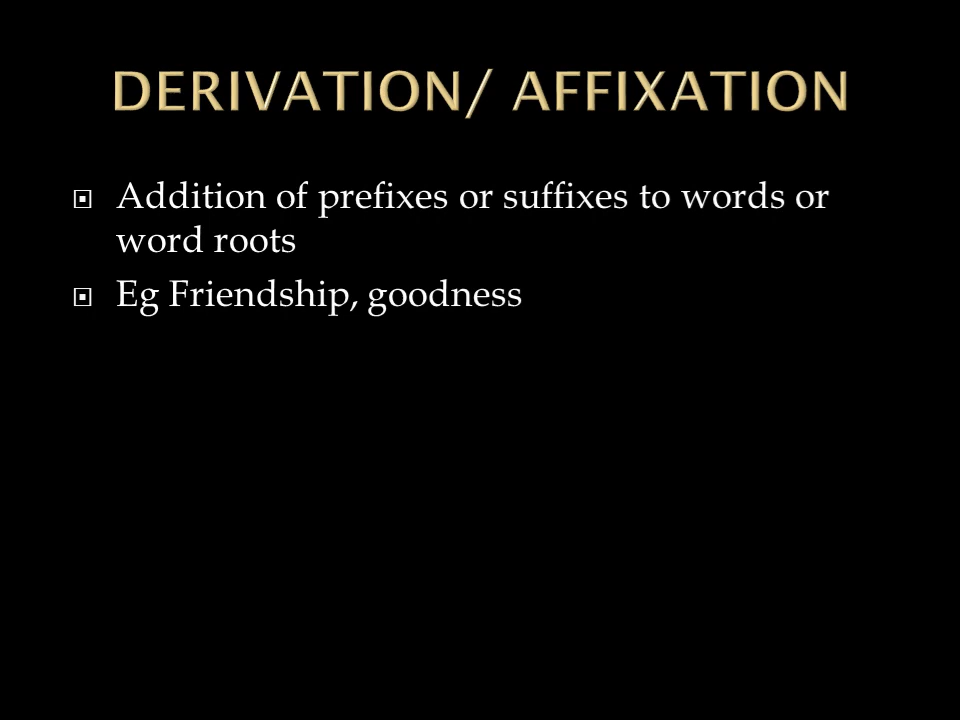 DERIVATION/ AFFIXATION
Addition of prefixes or suffixes to words or
word roots
Eg Friendship, goodness